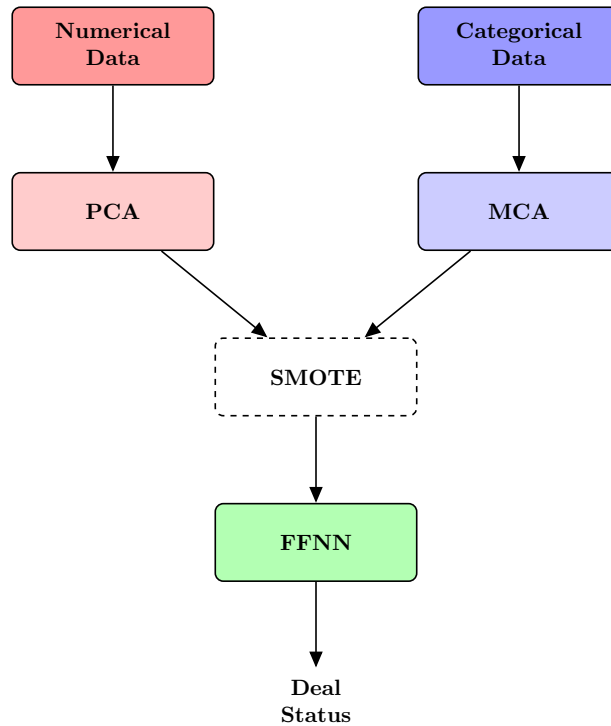 Numerical
Data
Categorical
Data
PCA
MCA
SMOTE
FFNN
Deal
Status